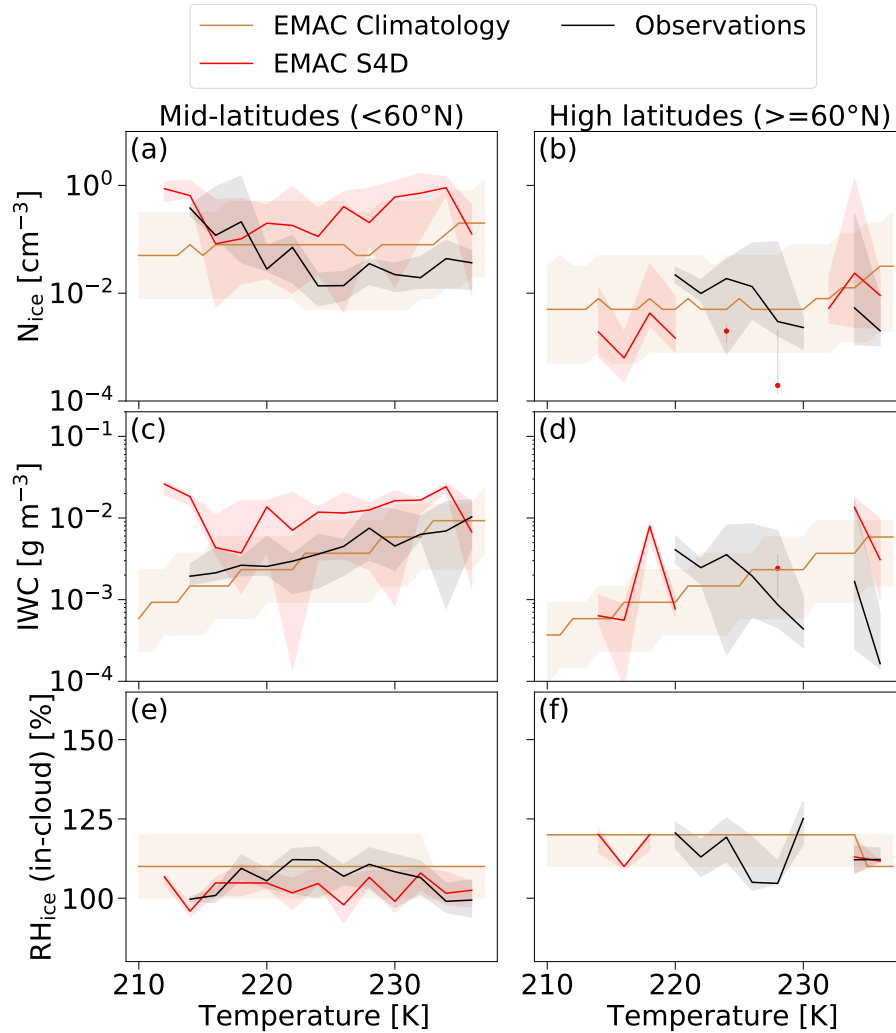 EMAC Climatology
Observations
EMAC S4D
Mid-latitudes (<60°N)
High latitudes (>=60°N)
(a)
(b)
10⁰
10⁻²
10⁻⁴
N_ice [cm⁻³]
(c)
(d)
10⁻¹
10⁻²
10⁻³
10⁻⁴
IWC [g m⁻³]
(e)
(f)
150
125
100
RH_ice (in-cloud) [%]
210 220 230
210 220 230
Temperature [K]
Temperature [K]